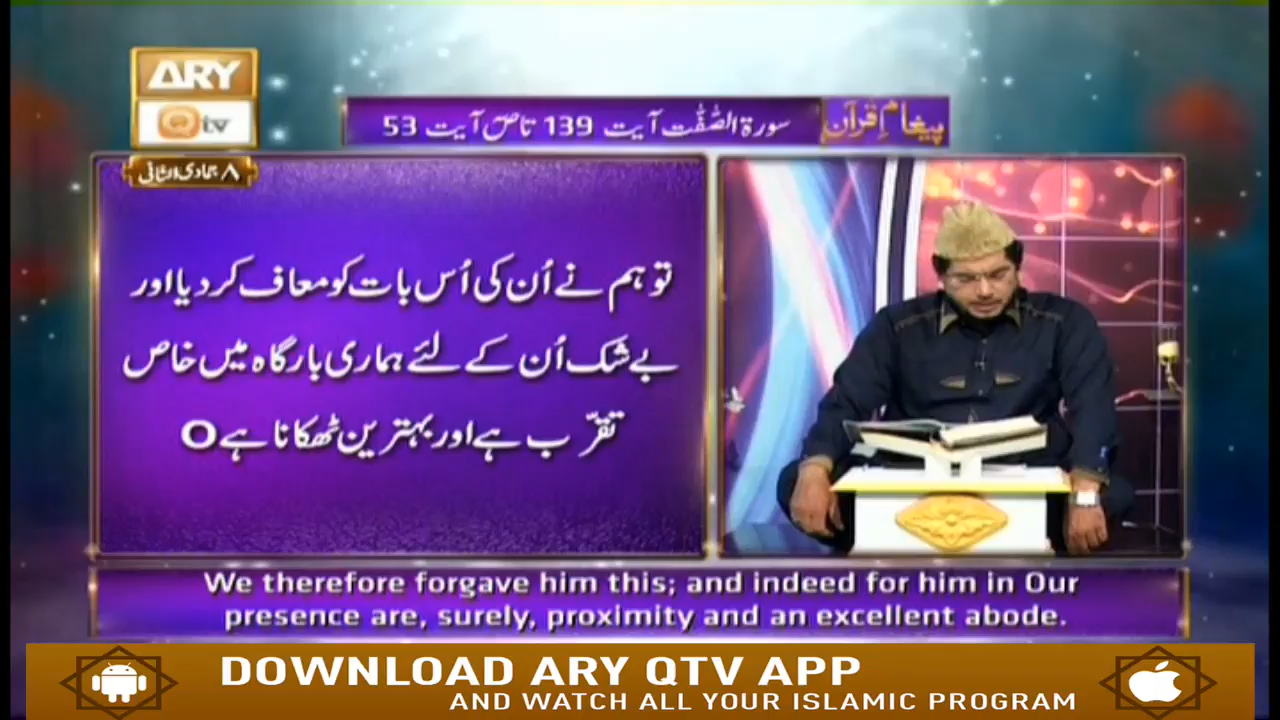 ARY
Qtv
پیغامِ قرآن
سورۃ الصّٰفّٰت آیت 139 تا صٓ آیت 53
۸ جمادی الثانی
تو ہم نے اُن کی اُس بات کو معاف کر دیا اور
بے شک اُن کے لئے ہماری بارگاہ میں خاص
تقرّب ہے اور بہترین ٹھکانا ہے O
We therefore forgave him this; and indeed for him in Our
presence are, surely, proximity and an excellent abode.
DOWNLOAD ARY QTV APP
AND WATCH ALL YOUR ISLAMIC PROGRAM